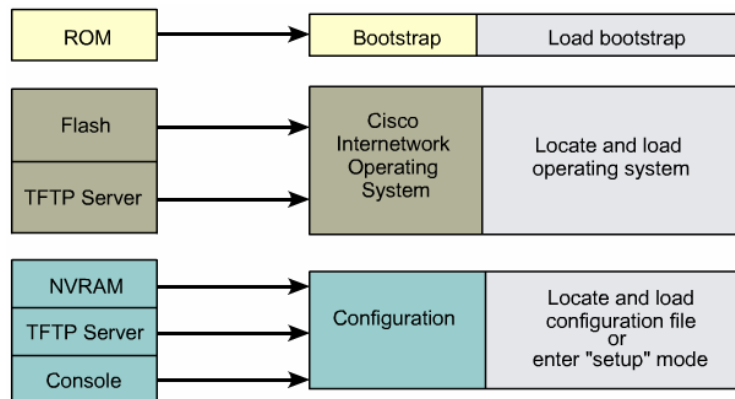 ROM
Bootstrap
Load bootstrap
Flash
TFTP Server
Cisco
Internetwork
Operating
System
Locate and load
operating system
NVRAM
TFTP Server
Console
Configuration
Locate and load
configuration file
or
enter "setup" mode